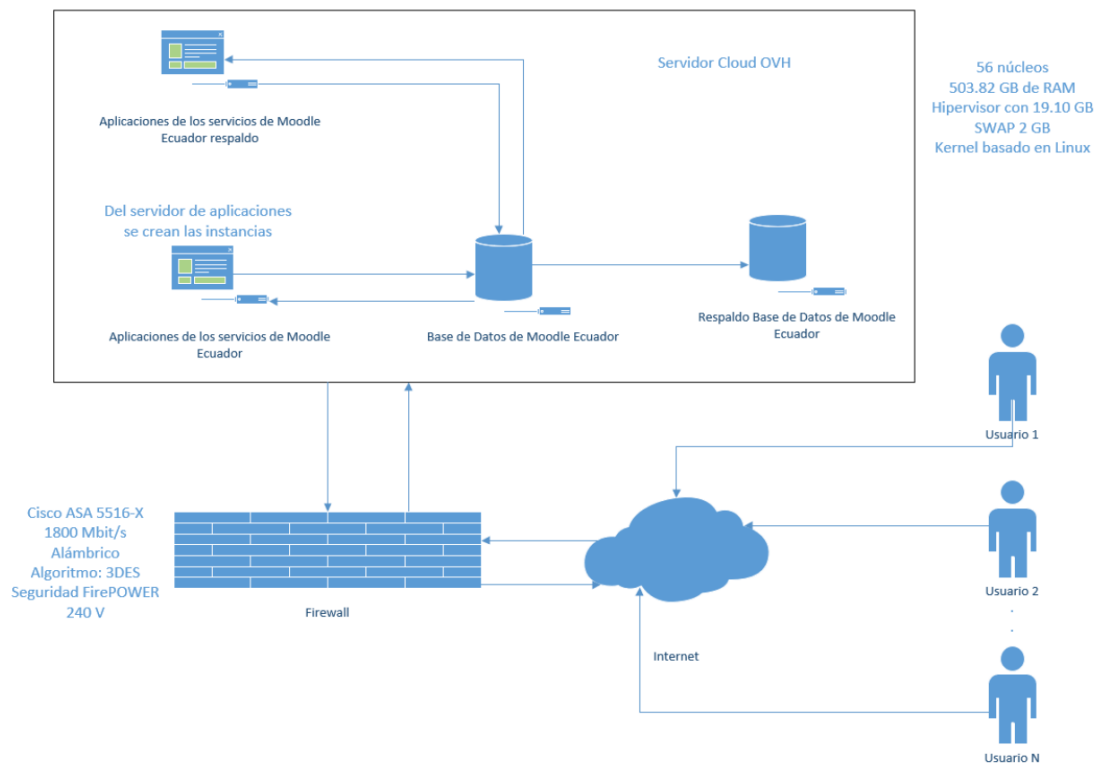 Servidor Cloud OVH
56 núcleos
503.82 GB de RAM
Hipervisor con 19.10 GB
SWAP 2 GB
Kernel basado en Linux
Aplicaciones de los servicios de Moodle
Ecuador respaldo
Del servidor de aplicaciones
se crean las instancias
Aplicaciones de los servicios de Moodle
Ecuador
Base de Datos de Moodle Ecuador
Respaldo Base de Datos de Moodle
Ecuador
Usuario 1
Cisco ASA 5516-X
1800 Mbit/s
Alámbrico
Algoritmo: 3DES
Seguridad FirePOWER
240 V
Firewall
Internet
Usuario 2
.
.
Usuario N